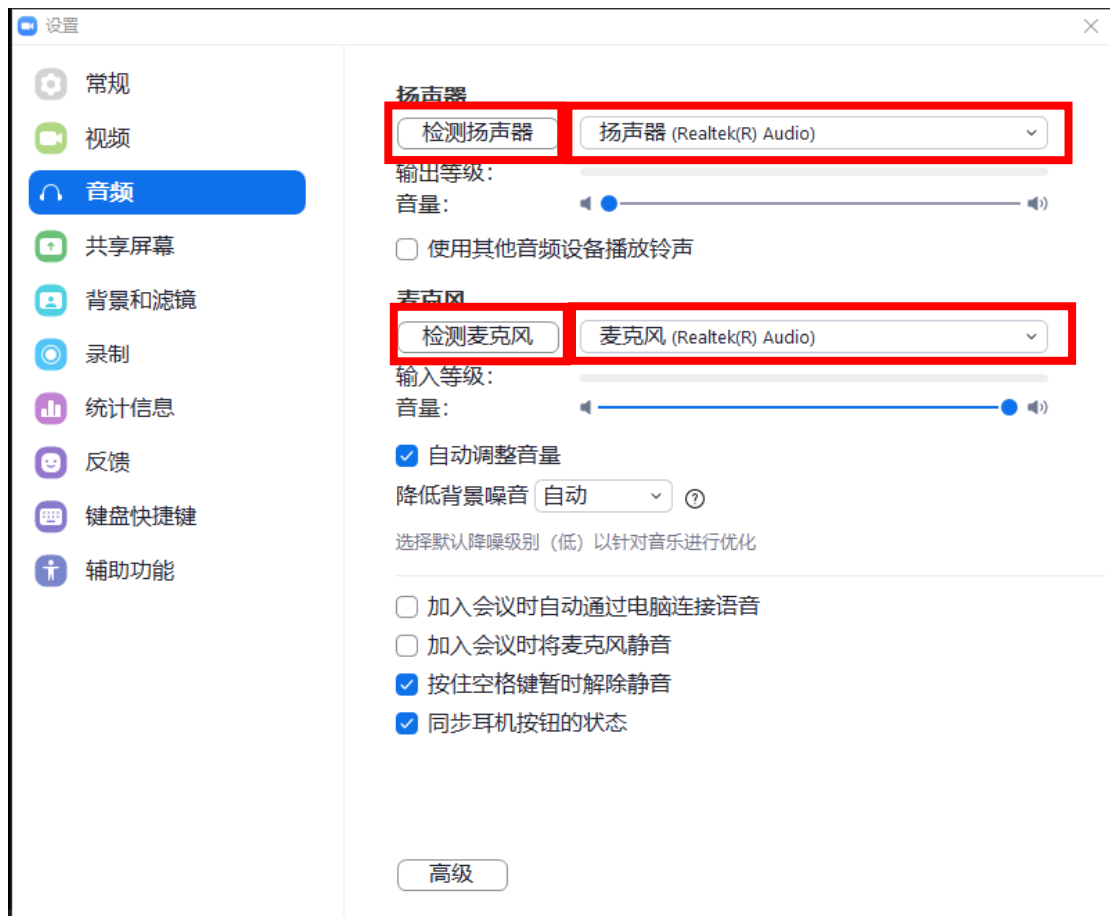 设置
常规
视频
音频
共享屏幕
背景和滤镜
录制
统计信息
反馈
键盘快捷键
辅助功能
扬声器
检测扬声器 扬声器 (Realtek(R) Audio)
输出等级：
音量：
使用其他音频设备播放铃声
麦克风
检测麦克风 麦克风 (Realtek(R) Audio)
输入等级：
音量：
自动调整音量
降低背景噪音 自动
选择默认降噪级别（低）以针对音乐进行优化
加入会议时自动通过电脑连接语音
加入会议时将麦克风静音
按住空格键暂时解除静音
同步耳机按钮的状态
高级